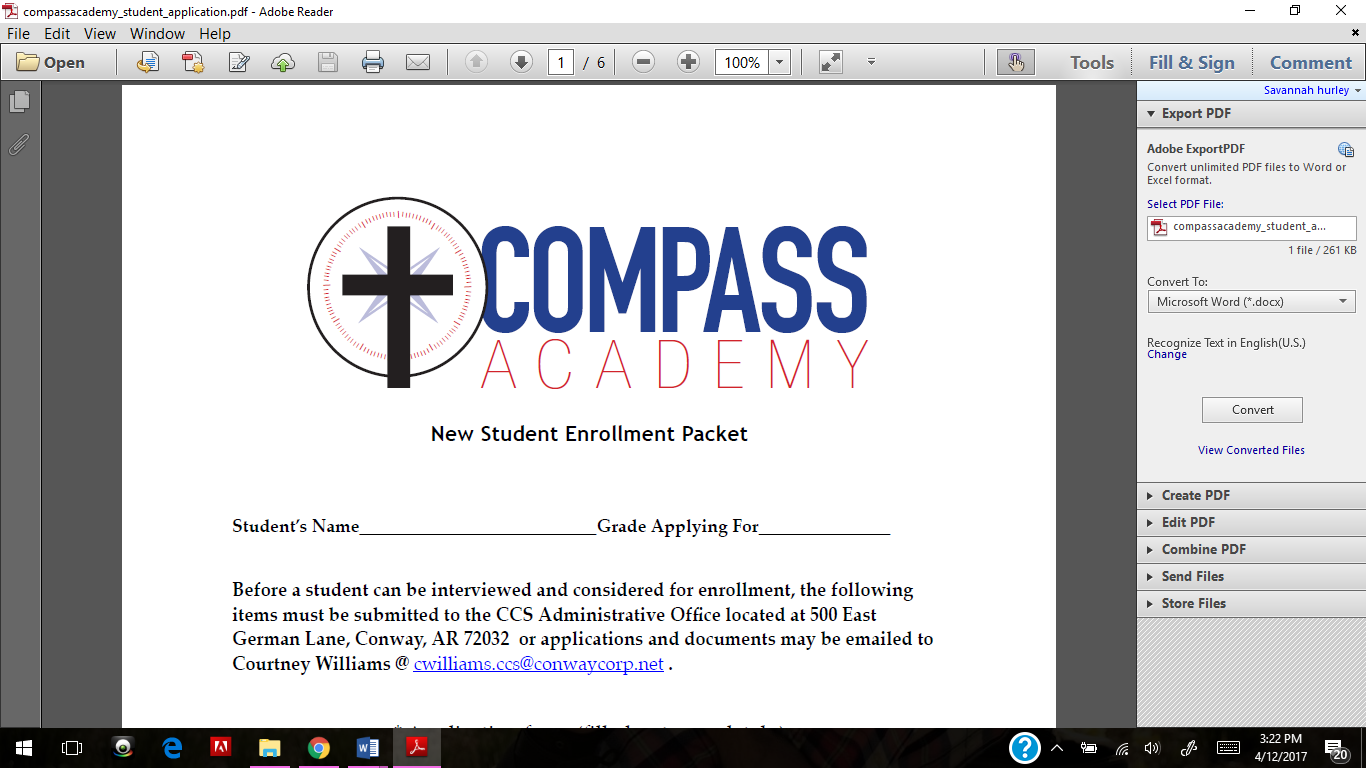 compassacademy_student_application.pdf - Adobe Reader
File Edit View Window Help
Open 1 / 6 100% Tools Fill & Sign Comment
Savannah hurley
Export PDF
Adobe ExportPDF
Convert unlimited PDF files to Word or
Excel format.
Select PDF File:
compassacademy_student_a...
1 file / 261 KB
Convert To:
Microsoft Word (*.docx)
Recognize Text in English(U.S.)
Change
Convert
View Converted Files
Create PDF
Edit PDF
Combine PDF
Send Files
Store Files
COMPASS
ACADEMY
New Student Enrollment Packet
Student's Name__________________________Grade Applying For______________
Before a student can be interviewed and considered for enrollment, the following
items must be submitted to the CCS Administrative Office located at 500 East
German Lane, Conway, AR 72032 or applications and documents may be emailed to
Courtney Williams @ cwilliams.ccs@conwaycorp.net .
3:22 PM
4/12/2017
20